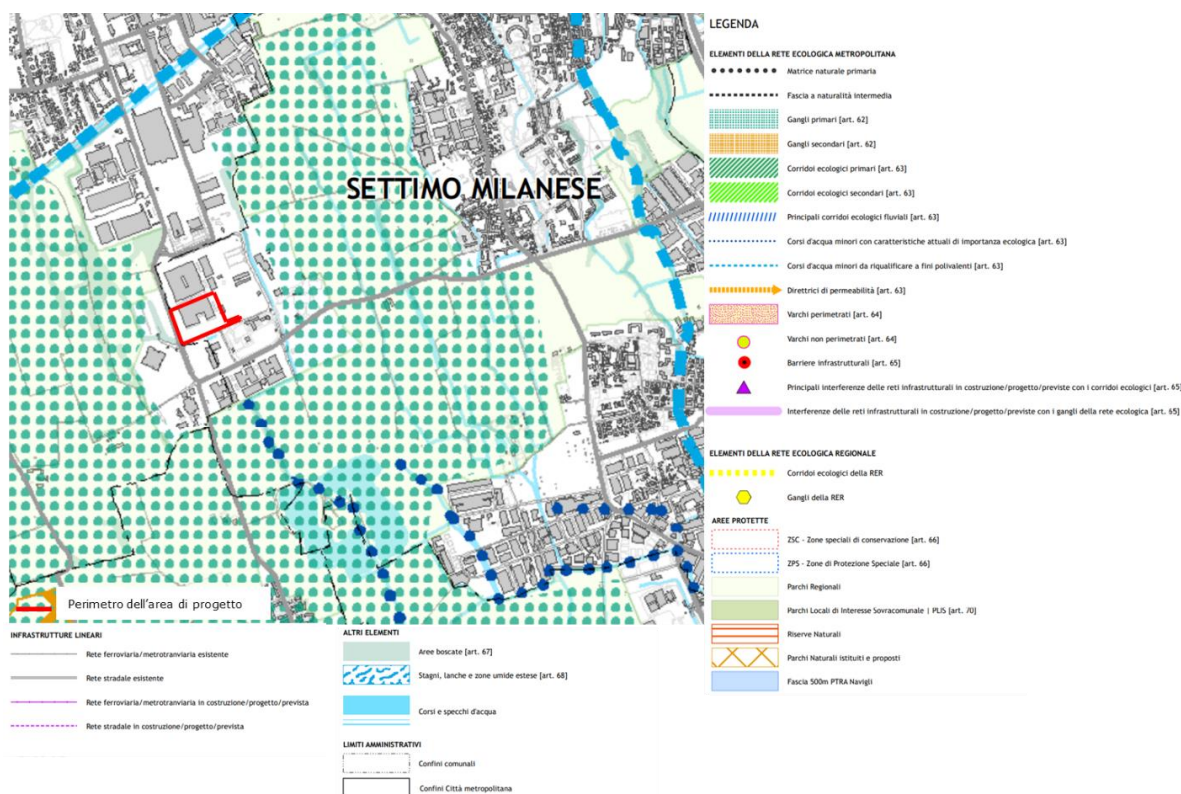 SETTIMO MILANESE
Perimetro dell'area di progetto
LEGENDA
ELEMENTI DELLA RETE ECOLOGICA METROPOLITANA
Matrice naturale primaria
Fascia a naturalità intermedia
Gangli primari [art. 62]
Gangli secondari [art. 62]
Corridoi ecologici primari [art. 63]
Corridoi ecologici secondari [art. 63]
Principali corridoi ecologici fluviali [art. 63]
Corsi d'acqua minori con caratteristiche attuali di importanza ecologica [art. 63]
Corsi d'acqua minori da riqualificare a fini polivalenti [art. 63]
Direttrici di permeabilità [art. 63]
Varchi perimetrati [art. 64]
Varchi non perimetrati [art. 64]
Barriere infrastrutturali [art. 65]
Principali interferenze delle reti infrastrutturali in costruzione/progetto/previste con i corridoi ecologici [art. 65]
Interferenze delle reti infrastrutturali in costruzione/progetto/previste con i gangli della rete ecologica [art. 65]
ELEMENTI DELLA RETE ECOLOGICA REGIONALE
Corridoi ecologici della RER
Gangli della RER
AREE PROTETTE
ZSC - Zone speciali di conservazione [art. 66]
ZPS - Zone di Protezione Speciale [art. 66]
Parchi Regionali
Parchi Locali di Interesse Sovracomunale | PLIS [art. 70]
Riserve Naturali
Parchi Naturali istituiti e proposti
Fascia 500m PTRA Navigli
INFRASTRUTTURE LINEARI
Rete ferroviaria/metrotranviaria esistente
Rete stradale esistente
Rete ferroviaria/metrotranviaria in costruzione/progetto/prevista
Rete stradale in costruzione/progetto/prevista
ALTRI ELEMENTI
Aree boscate [art. 67]
Stagni, lanche e zone umide estese [art. 68]
Corsi e specchi d'acqua
LIMITI AMMINISTRATIVI
Confini comunali
Confini Città metropolitana